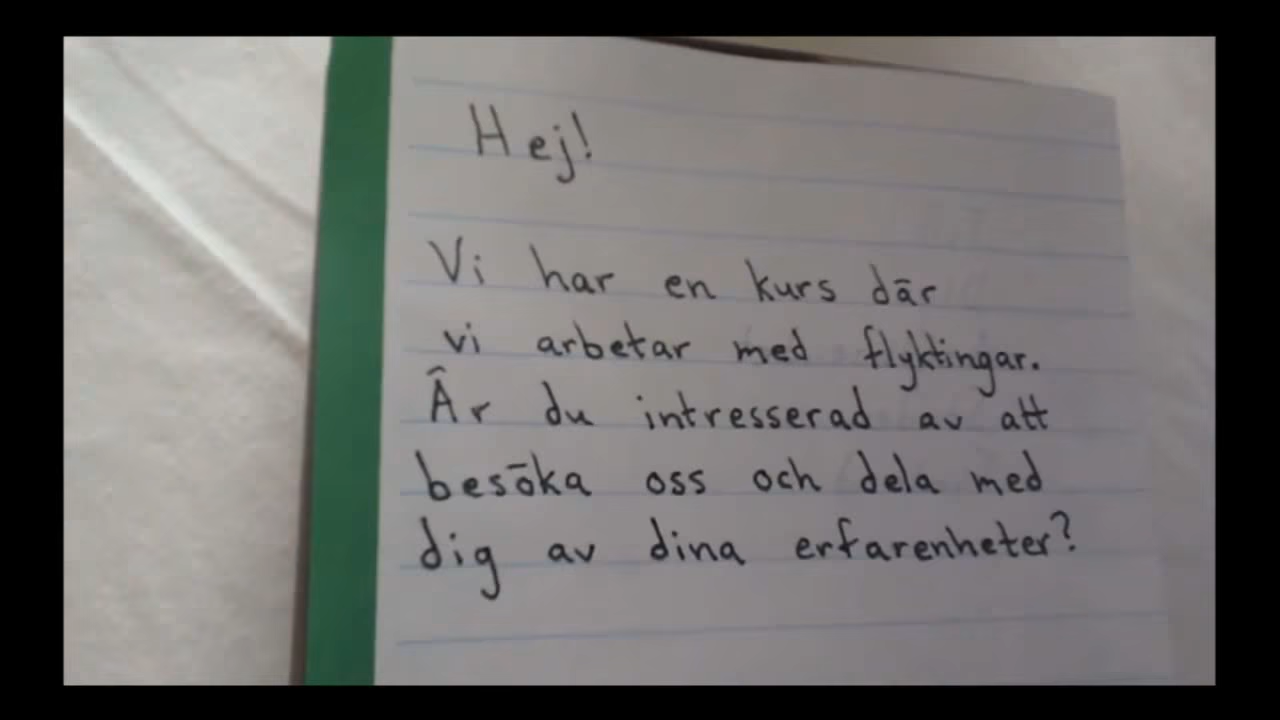 Hej!
Vi har en kurs där
vi arbetar med flyktingar.
Är du intresserad av att
besöka oss och dela med
dig av dina erfarenheter?